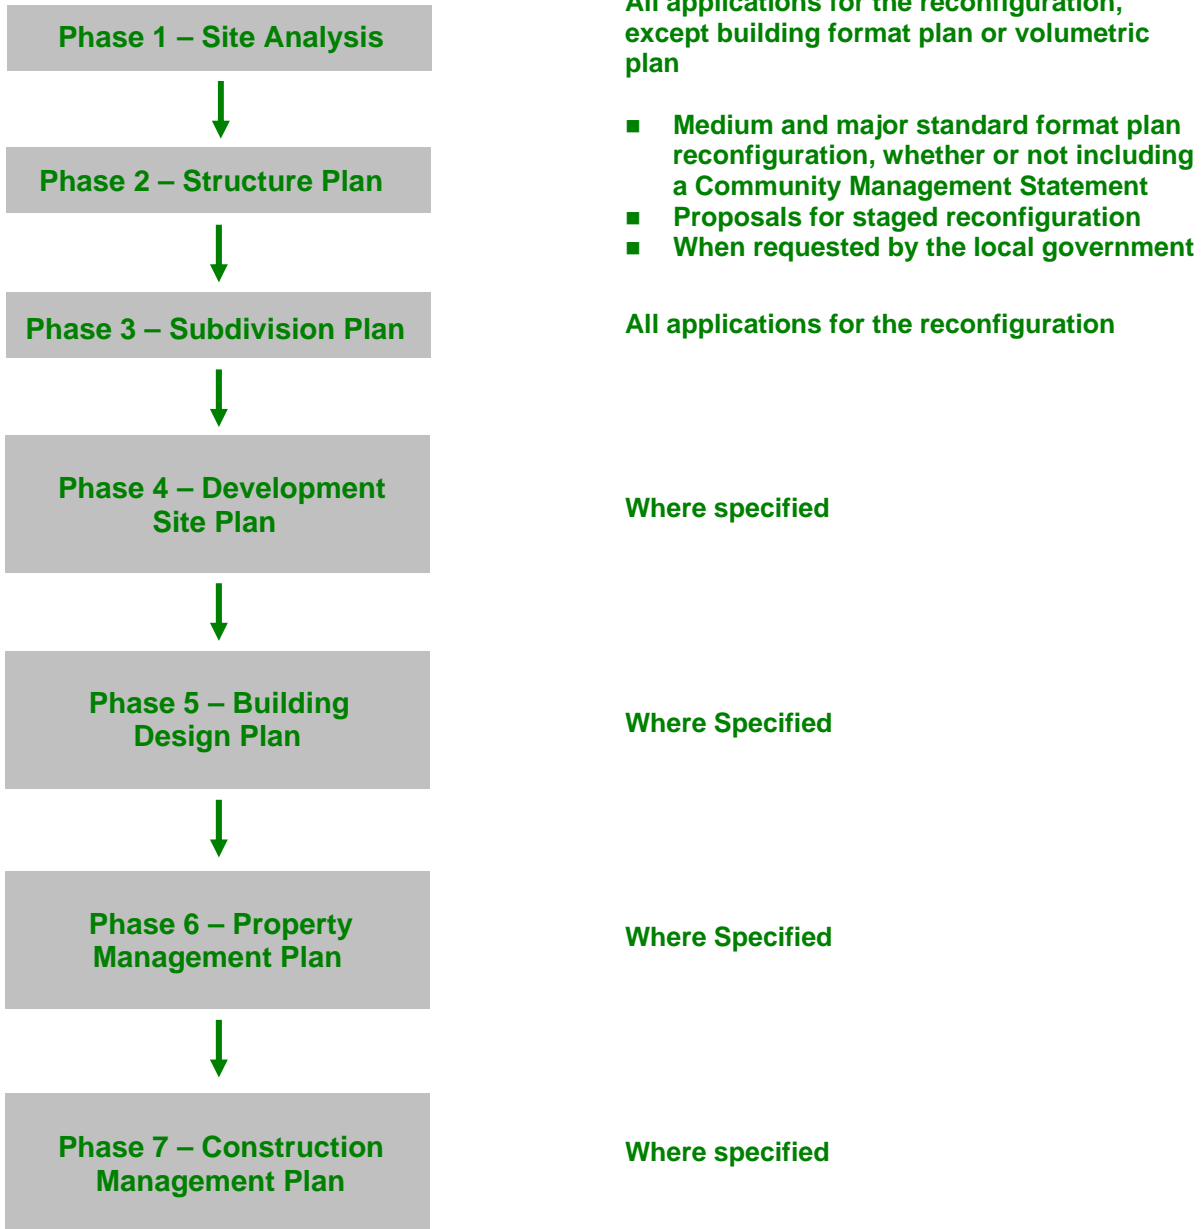 All applications for the reconfiguration,
Phase 1 – Site Analysis
except building format plan or volumetric
plan
■ Medium and major standard format plan
reconfiguration, whether or not including
a Community Management Statement
Phase 2 – Structure Plan
■ Proposals for staged reconfiguration
■ When requested by the local government
Phase 3 – Subdivision Plan
All applications for the reconfiguration
Phase 4 – Development
Site Plan
Where specified
Phase 5 – Building
Design Plan
Where Specified
Phase 6 – Property
Management Plan
Where Specified
Phase 7 – Construction
Management Plan
Where specified